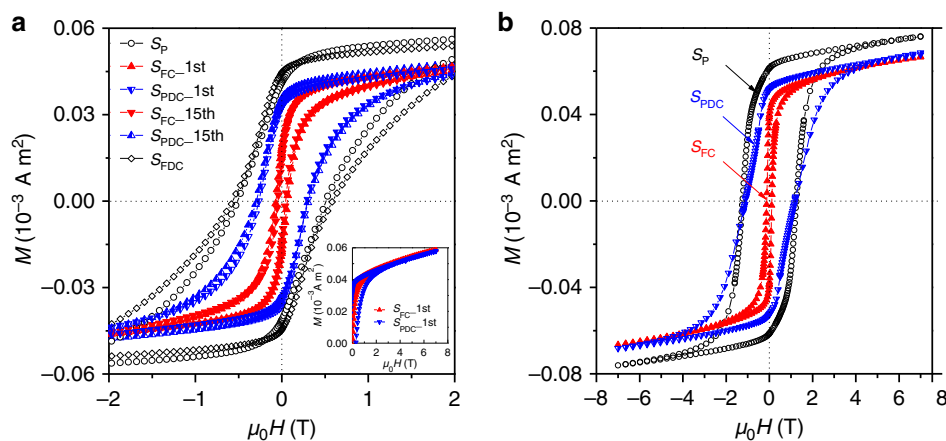 a
M (10⁻³ A m²)
0.06
0.03
0.00
−0.03
−0.06
S_P
S_FC_1st
S_PDC_1st
S_FC_15th
S_PDC_15th
S_FDC
−2 −1 0 1 2
μ₀H (T)
M (10⁻³ A m²)
0.06
0.04
0.02
0.00
S_FC_1st
S_PDC_1st
0 2 4 6 8
μ₀H (T)
b
M (10⁻³ A m²)
0.08
0.04
0.00
−0.04
−0.08
S_P
S_PDC
S_FC
−8 −6 −4 −2 0 2 4 6 8
μ₀H (T)